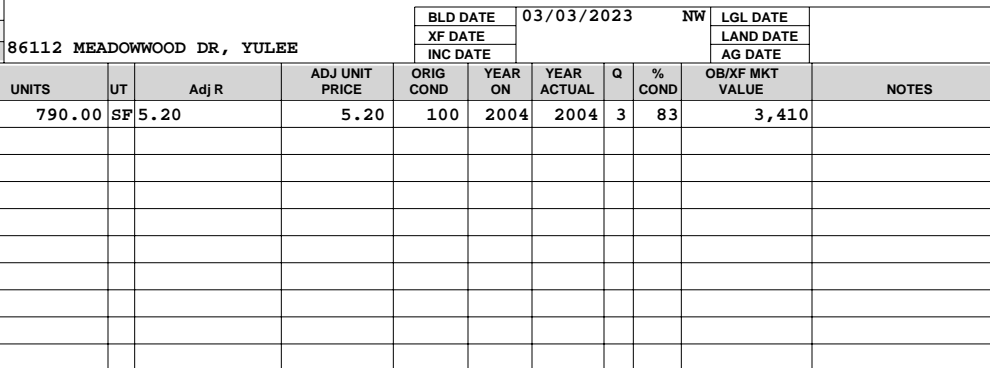 BLD DATE 03/03/2023 NW LGL DATE
XF DATE LAND DATE
86112 MEADOWWOOD DR, YULEE
INC DATE AG DATE
UNITS UT Adj R ADJ UNIT PRICE ORIG COND YEAR ON YEAR ACTUAL Q % COND OB/XF MKT VALUE NOTES
790.00 SF 5.20 5.20 100 2004 2004 3 83 3,410